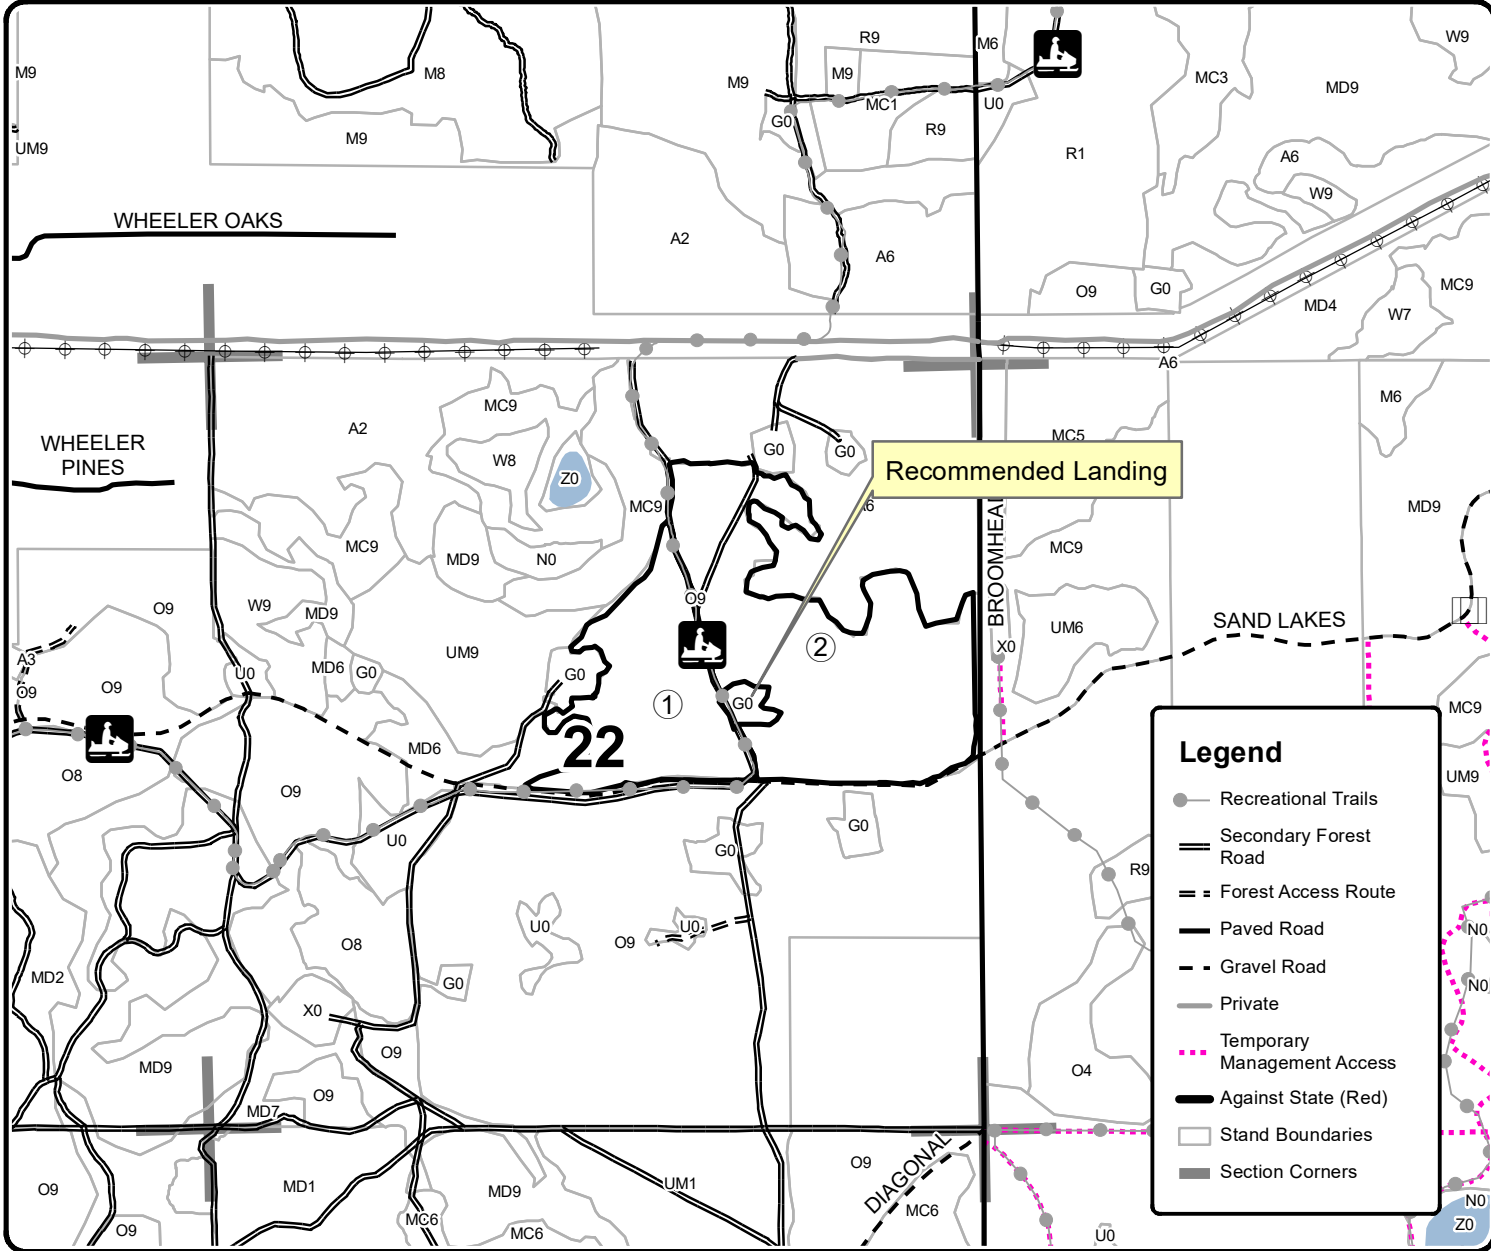 R9
M6
W9
M9
M8
M9
M9
MC3
MD9
MC1
U0
G0
R9
M9
UM9
R1
A6
W9
WHEELER OAKS
A2
A6
O9
G0
MD4
W7
MC9
A6
M6
MC9
A2
WHEELER
PINES
W8
Z0
G0
G0
MC5
Recommended Landing
MC9
MD9
BROOMHEAD
MC9
MC9
MD9
N0
O9
W9
MD9
O9
UM6
SAND LAKES
A3
O9
O9
UM9
MD6
G0
U0
G0
2
X0
1
G0
MC9
22
MD6
O8
O9
UM9
U0
G0
G0
R9
O8
U0
O9
U0
N0
MD2
G0
N0
X0
O9
MD9
O9
O4
MD7
DIAGONAL
O9
O9
MD1
MD9
UM1
MC6
MC6
MC6
O9
U0
N0
Z0
Legend
Recreational Trails
Secondary Forest
Road
Forest Access Route
Paved Road
Gravel Road
Private
Temporary
Management Access
Against State (Red)
Stand Boundaries
Section Corners